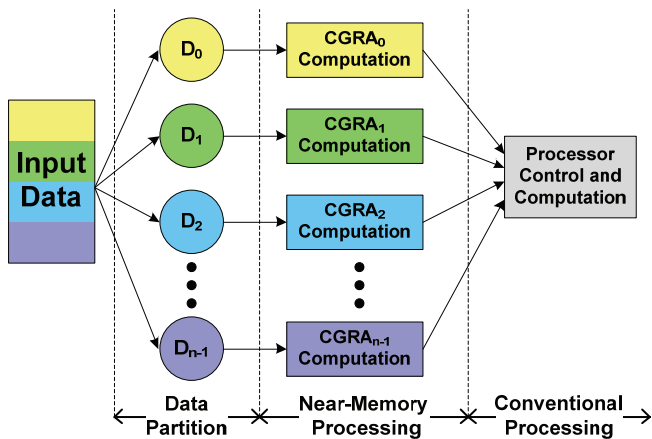 Input
Data
D₀
D₁
D₂
Dₙ₋₁
CGRA₀
Computation
CGRA₁
Computation
CGRA₂
Computation
CGRAₙ₋₁
Computation
Processor
Control and
Computation
Data
Partition
Near-Memory
Processing
Conventional
Processing